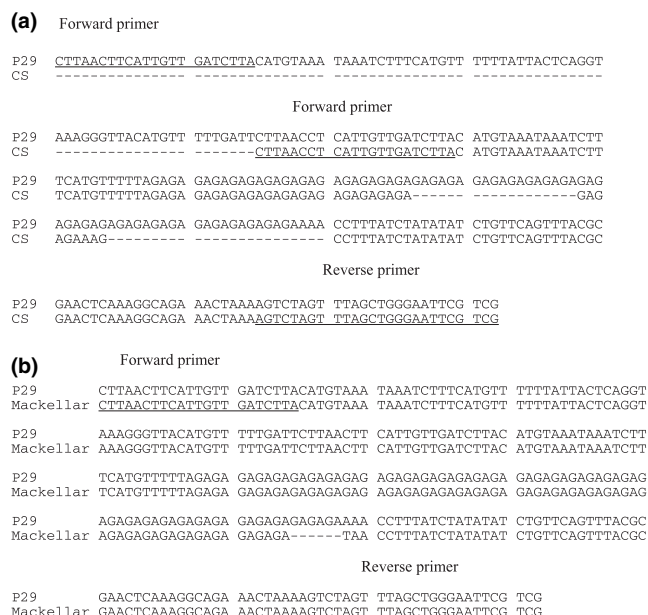 (a) Forward primer
P29 CTTAACTTCATTGTT GATCTTACATGTAAA TAAATCTTTCATGTT TTTTATTACTCAGGT
CS --------------- --------------- --------------- ---------------
Forward primer
P29 AAAGGGTTACATGTT TTTGATTCTTAACCT CATTGTTGATCTTAC ATGTAAATAAATCTT
CS --------------- -------CTTAACCT CATTGTTGATCTTAC ATGTAAATAAATCTT
P29 TCATGTTTTTAGAGA GAGAGAGAGAGAGAG AGAGAGAGAGAGAGA GAGAGAGAGAGAGAG
CS TCATGTTTTTAGAGA GAGAGAGAGAGAGAG AGAGAGAGAGA---- ------------GAG
P29 AGAGAGAGAGAGAGA GAGAGAGAGAGAAAA CCTTTATCTATATAT CTGTTCAGTTTACGC
CS AGAAAG--------- --------------- CCTTTATCTATATAT CTGTTCAGTTTACGC
Reverse primer
P29 GAACTCAAAGGCAGA AACTAAAAGTCTAGT TTAGCTGGGAATTCG TCG
CS GAACTCAAAGGCAGA AACTAAAAGTCTAGT TTAGCTGGGAATTCG TCG
(b) Forward primer
P29 CTTAACTTCATTGTT GATCTTACATGTAAA TAAATCTTTCATGTT TTTTATTACTCAGGT
Mackellar CTTAACTTCATTGTT GATCTTACATGTAAA TAAATCTTTCATGTT TTTTATTACTCAGGT
P29 AAAGGGTTACATGTT TTTGATTCTTAACTT CATTGTTGATCTTAC ATGTAAATAAATCTT
Mackellar AAAGGGTTACATGTT TTTGATTCTTAACTT CATTGTTGATCTTAC ATGTAAATAAATCTT
P29 TCATGTTTTTAGAGA GAGAGAGAGAGAGAG AGAGAGAGAGAGAGA GAGAGAGAGAGAGAG
Mackellar TCATGTTTTTAGAGA GAGAGAGAGAGAGAG AGAGAGAGAGAGAGA GAGAGAGAGAGAGAG
P29 AGAGAGAGAGAGAGA GAGAGAGAGAGAAAA CCTTTATCTATATAT CTGTTCAGTTTACGC
Mackellar AGAGAGAGAGAGAGA GAGAGA------TAA CCTTTATCTATATAT CTGTTCAGTTTACGC
Reverse primer
P29 GAACTCAAAGGCAGA AACTAAAAGTCTAGT TTAGCTGGGAATTCG TCG
Mackellar GAACTCAAAGGCAGA AACTAAAAGTCTAGT TTAGCTGGGAATTCG TCG